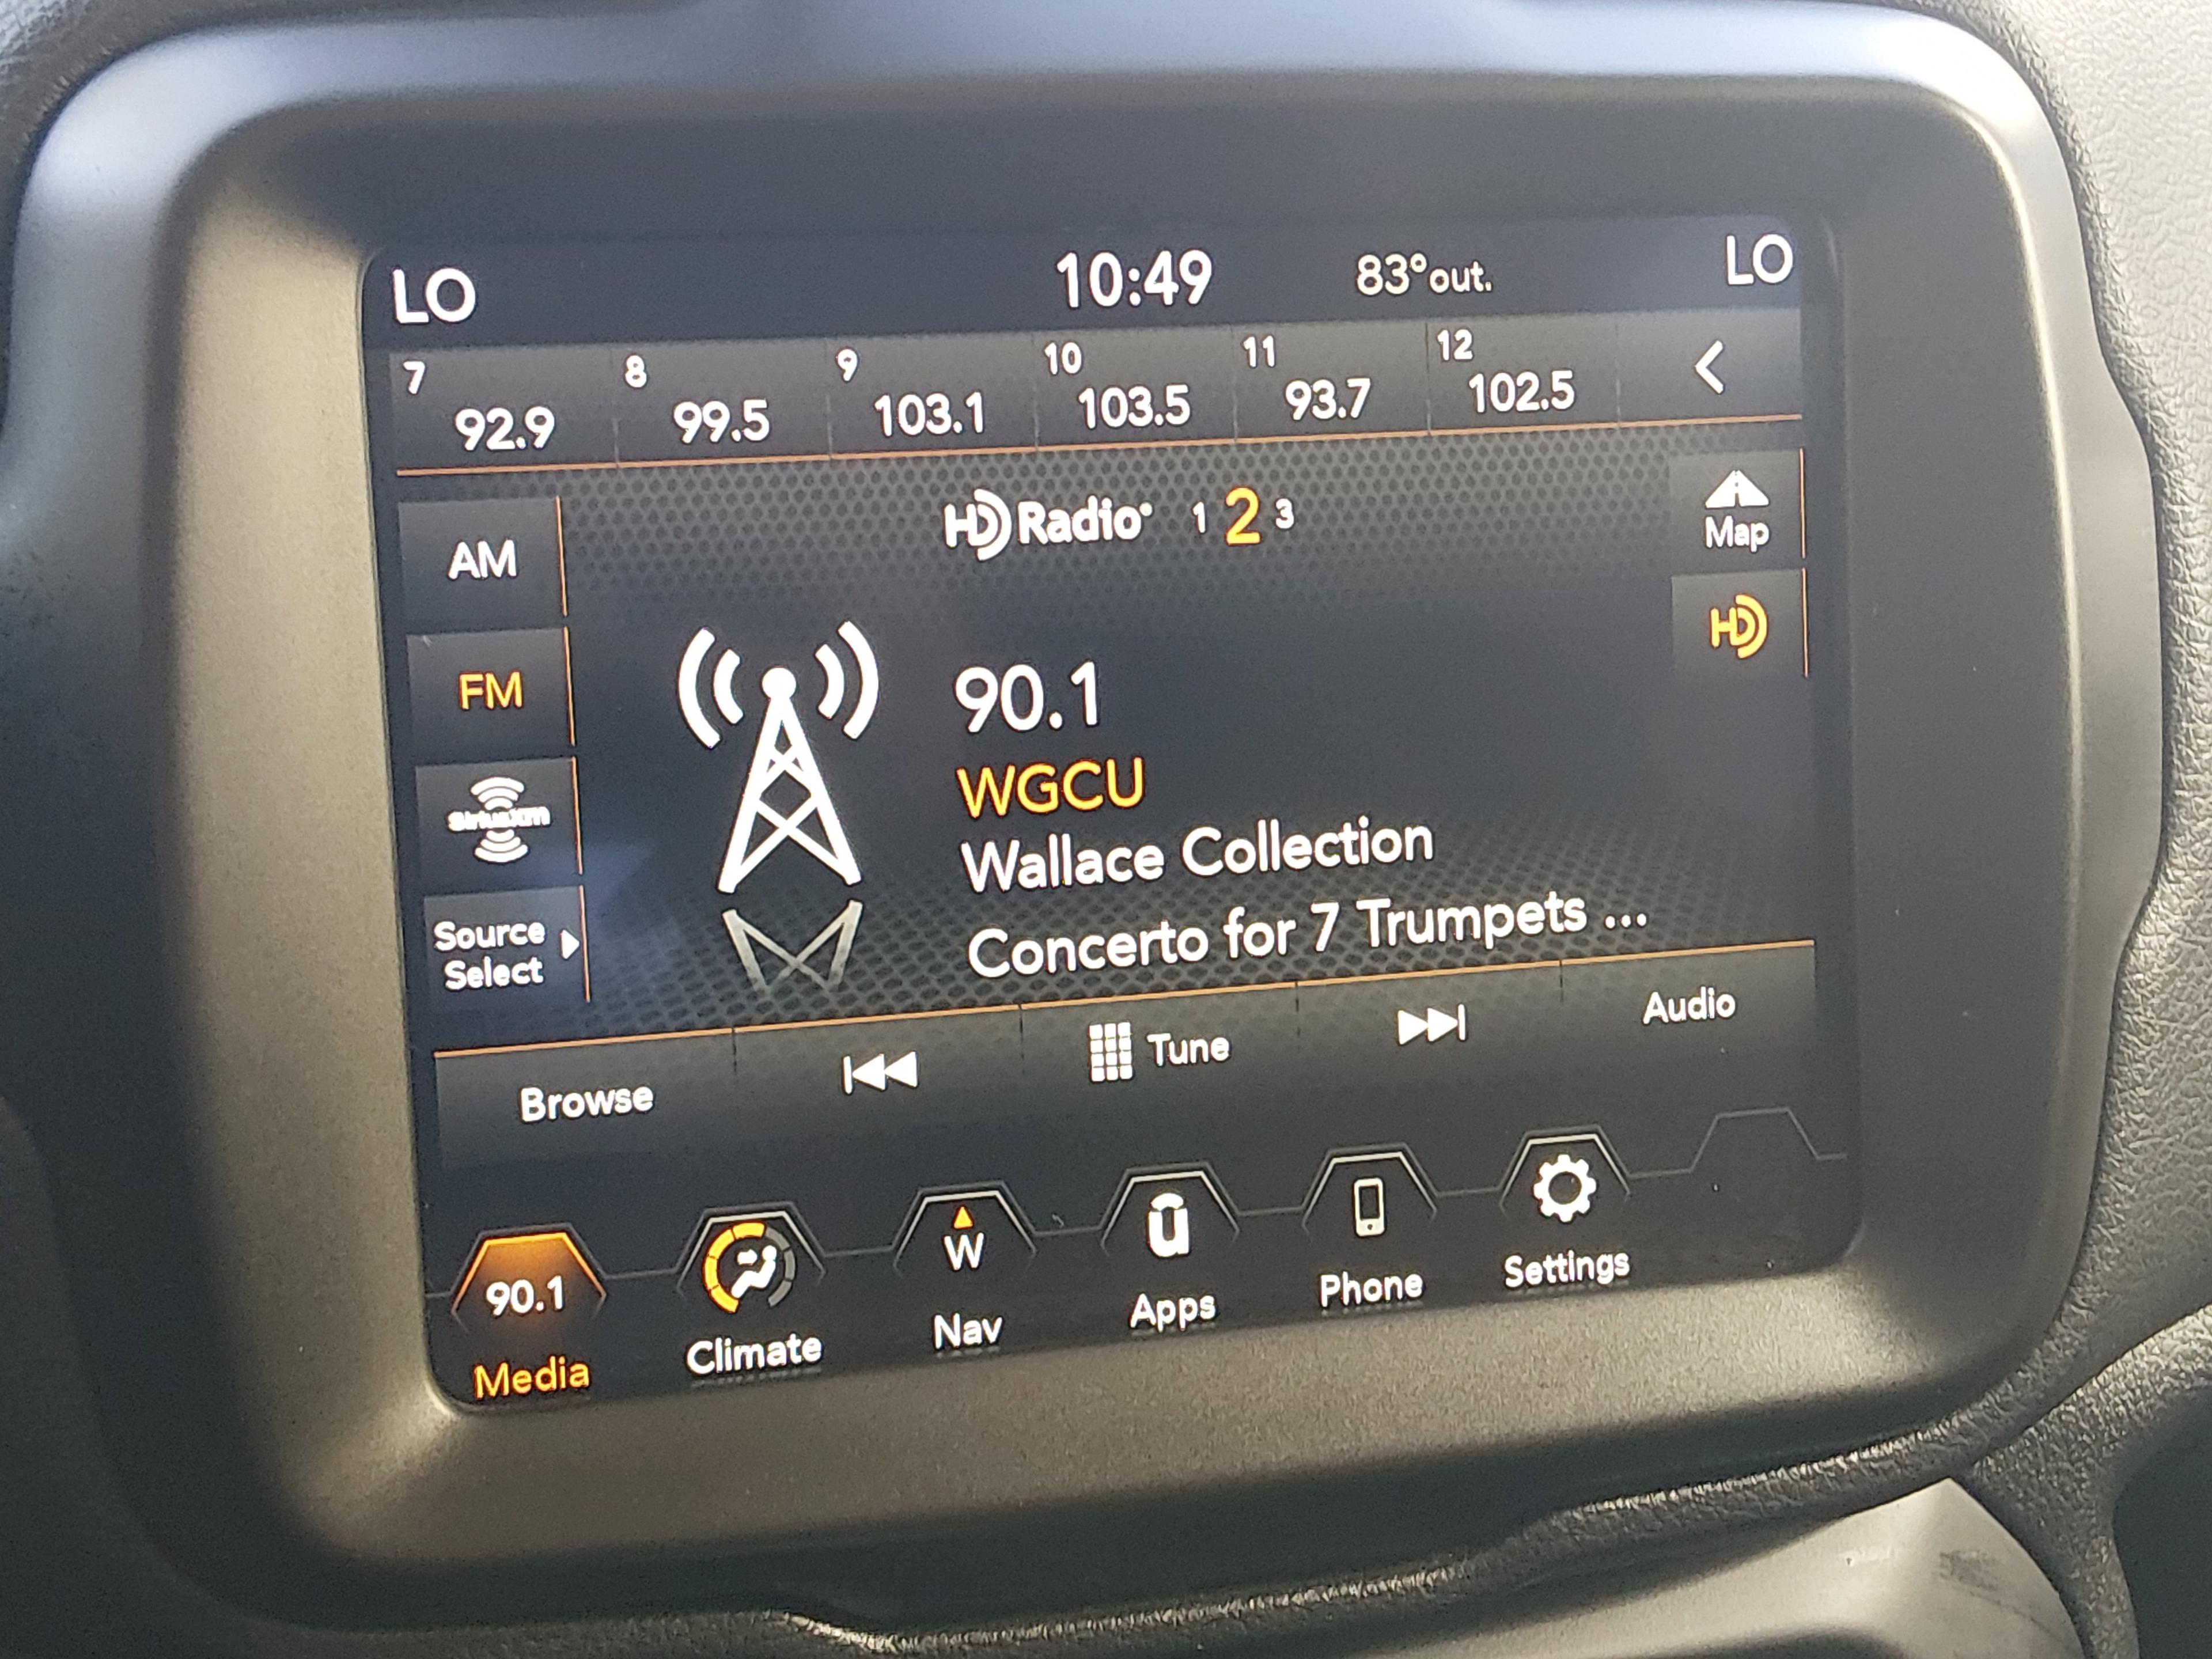 LO 10:49 83°out. LO
7 8 9 10 11 12
92.9 99.5 103.1 103.5 93.7 102.5
HD Radio 1 2 3
Map
AM
HD
FM
90.1
WGCU
SiriusXM
Wallace Collection
Source
Select
Concerto for 7 Trumpets ...
Browse Tune Audio
90.1 W ū
Media Climate Nav Apps Phone Settings